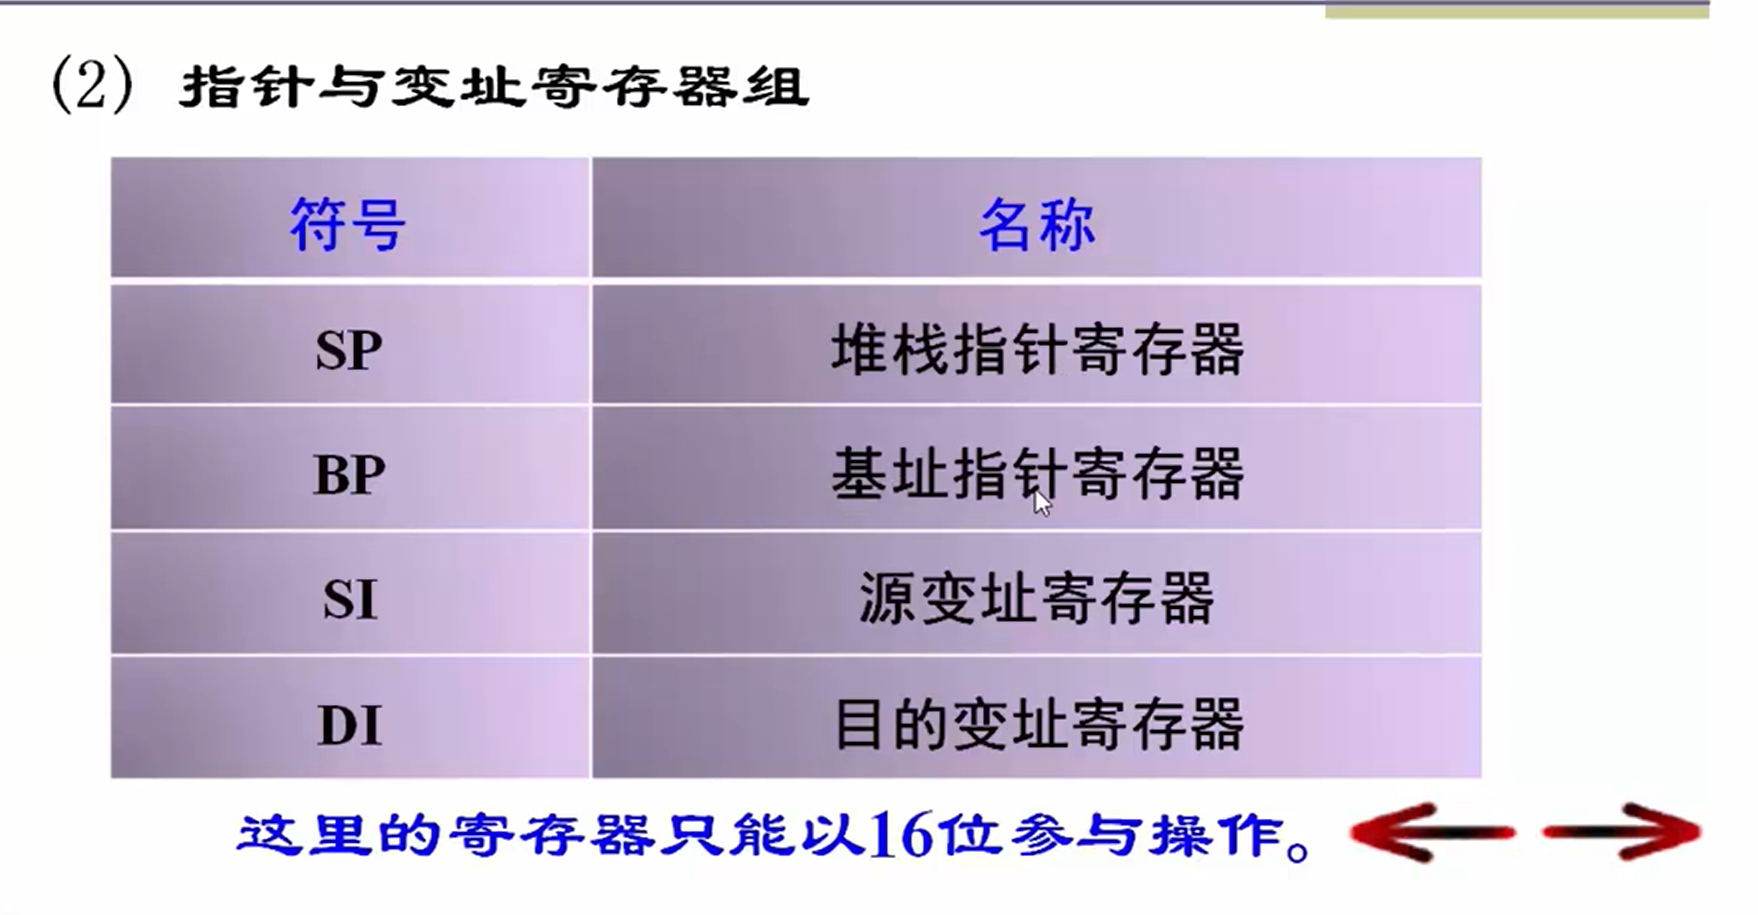 (2) 指针与变址寄存器组
符号 名称
SP 堆栈指针寄存器
BP 基址指针寄存器
SI 源变址寄存器
DI 目的变址寄存器
这里的寄存器只能以16位参与操作。